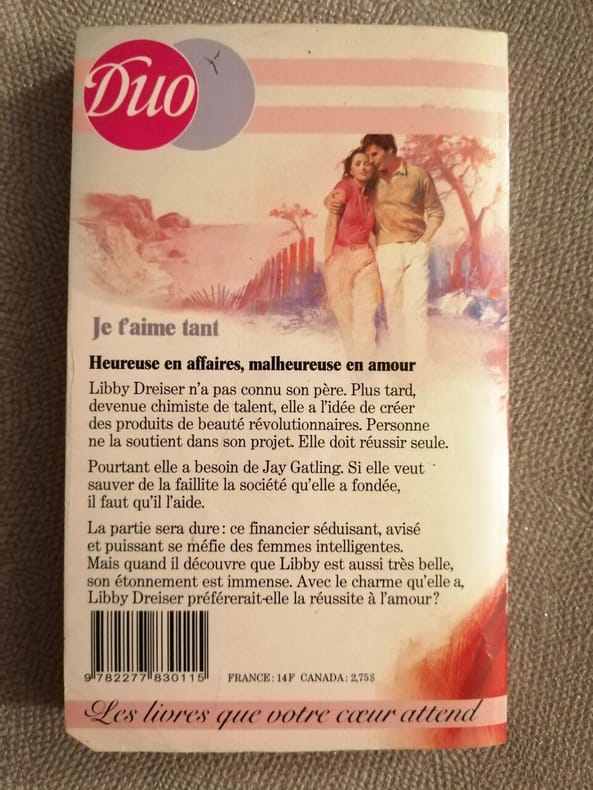 Duo
Je t'aime tant
Heureuse en affaires, malheureuse en amour
Libby Dreiser n'a pas connu son père. Plus tard,
devenue chimiste de talent, elle a l'idée de créer
des produits de beauté révolutionnaires. Personne
ne la soutient dans son projet. Elle doit réussir seule.
Pourtant elle a besoin de Jay Gatling. Si elle veut
sauver de la faillite la société qu'elle a fondée,
il faut qu'il l'aide.
La partie sera dure : ce financier séduisant, avisé
et puissant se méfie des femmes intelligentes.
Mais quand il découvre que Libby est aussi très belle,
son étonnement est immense. Avec le charme qu'elle a,
Libby Dreiser préférerait-elle la réussite à l'amour ?
9 782277 830115
FRANCE : 14 F CANADA : 2,75 $
Les livres que votre cœur attend